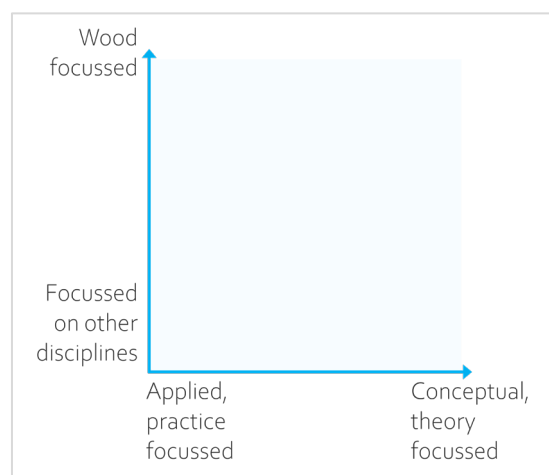 Wood
focussed
Focussed
on other
disciplines
Applied,
practice
focussed
Conceptual,
theory
focussed